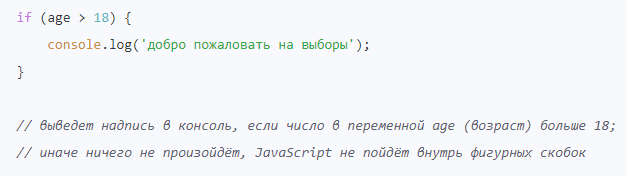 if (age > 18) {
    console.log('добро пожаловать на выборы');
}
// выведет надпись в консоль, если число в переменной age (возраст) больше 18;
// иначе ничего не произойдёт, JavaScript не пойдёт внутрь фигурных скобок